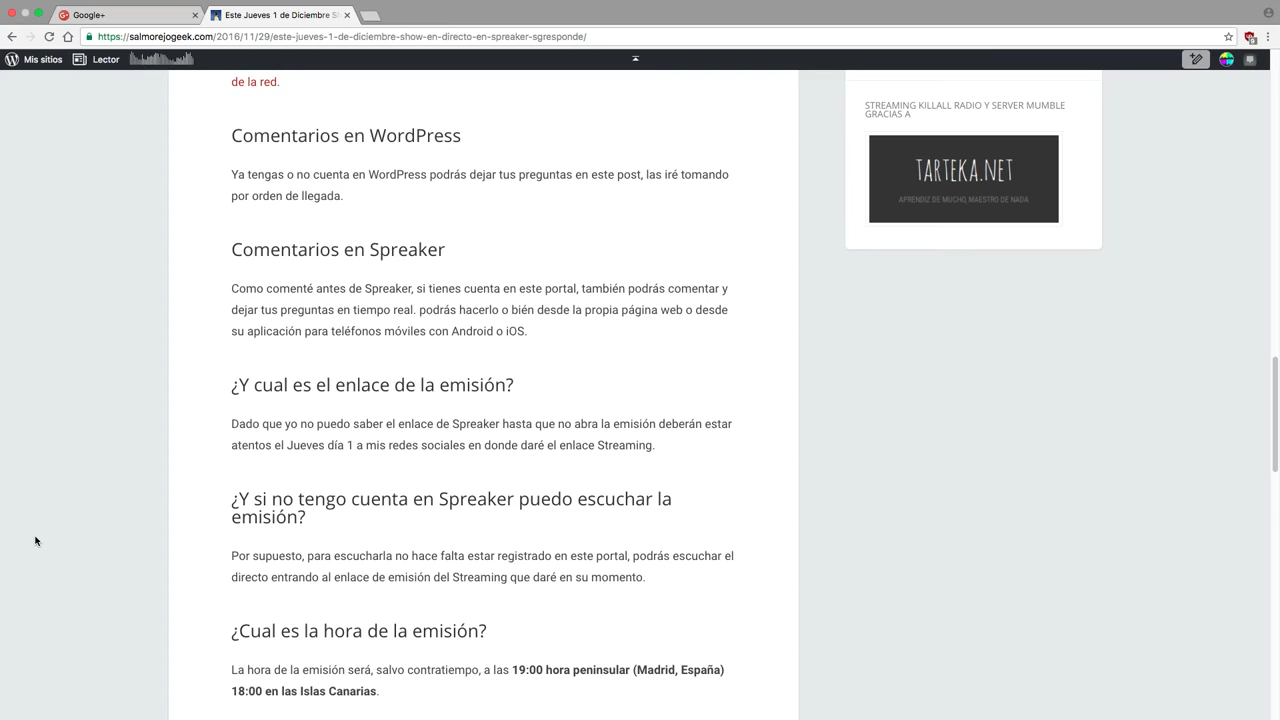 Google+
Este Jueves 1 de Diciembre S
https://salmorejogeek.com/2016/11/29/este-jueves-1-de-diciembre-show-en-directo-en-spreaker-sgresponde/
Mis sitios
Lector
de la red.
Comentarios en WordPress
Ya tengas o no cuenta en WordPress podrás dejar tus preguntas en este post, las iré tomando
por orden de llegada.
Comentarios en Spreaker
Como comenté antes de Spreaker, si tienes cuenta en este portal, también podrás comentar y
dejar tus preguntas en tiempo real. podrás hacerlo o bién desde la propia página web o desde
su aplicación para teléfonos móviles con Android o iOS.
¿Y cual es el enlace de la emisión?
Dado que yo no puedo saber el enlace de Spreaker hasta que no abra la emisión deberán estar
atentos el Jueves día 1 a mis redes sociales en donde daré el enlace Streaming.
¿Y si no tengo cuenta en Spreaker puedo escuchar la
emisión?
Por supuesto, para escucharla no hace falta estar registrado en este portal, podrás escuchar el
directo entrando al enlace de emisión del Streaming que daré en su momento.
¿Cual es la hora de la emisión?
La hora de la emisión será, salvo contratiempo, a las 19:00 hora peninsular (Madrid, España)
18:00 en las Islas Canarias.
STREAMING KILLALL RADIO Y SERVER MUMBLE
GRACIAS A
TARTEKA.NET
APRENDIZ DE MUCHO, MAESTRO DE NADA